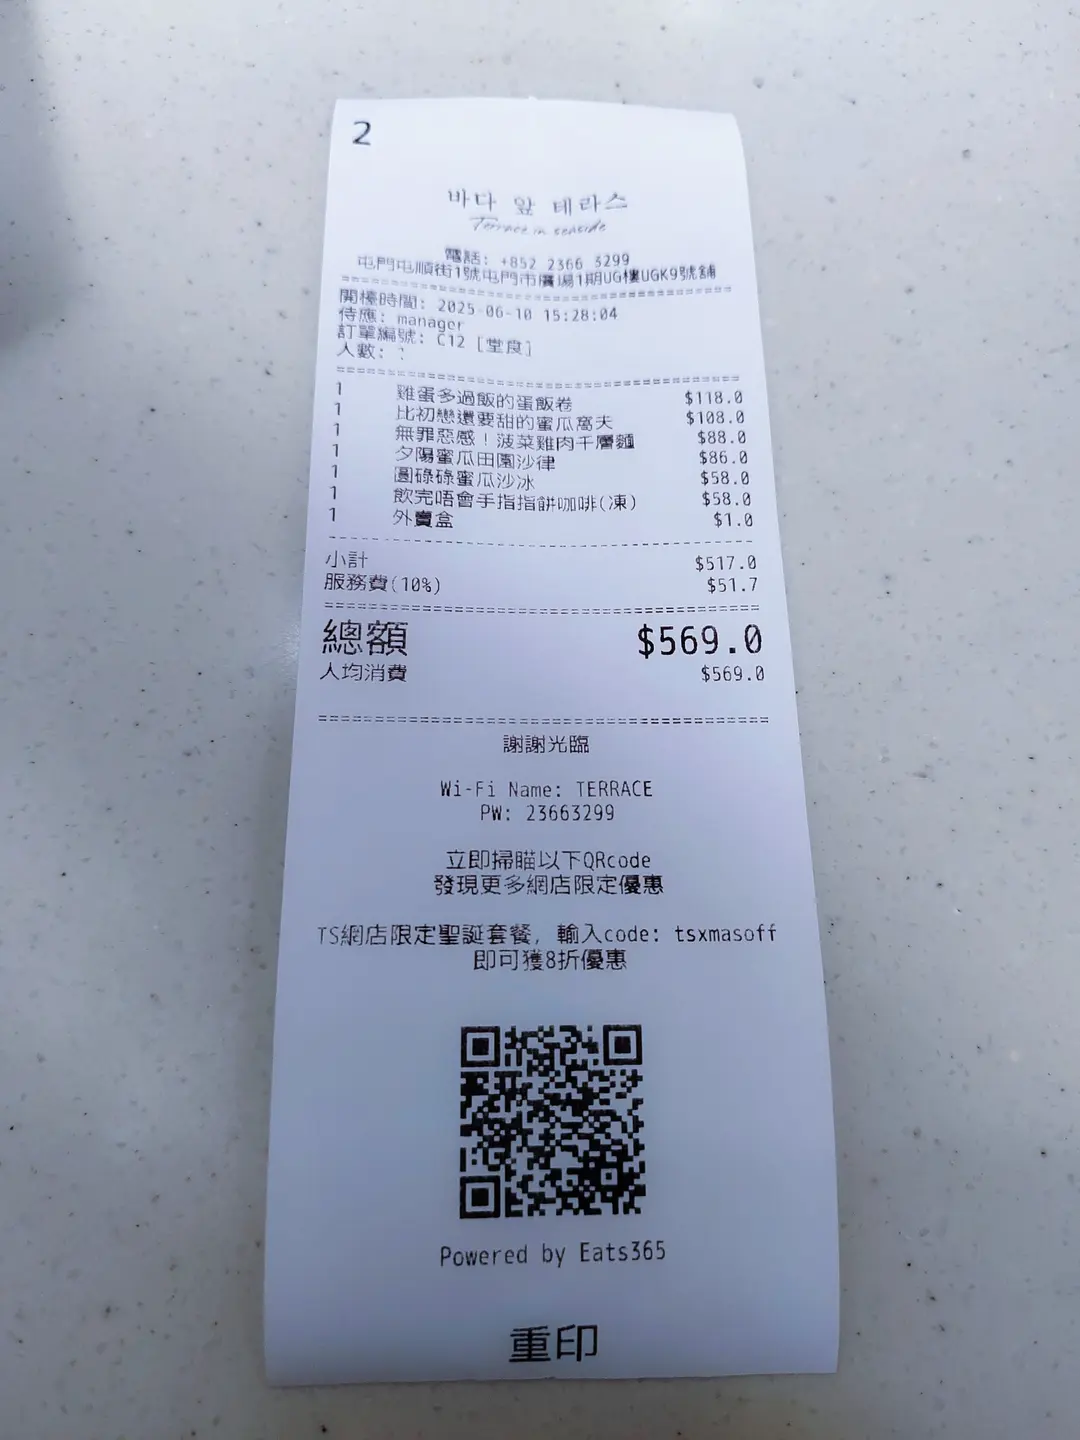 2
바다 앞 테라스
Terrace in seaside
電話: +852 2366 3299
屯門屯順街1號屯門市廣場1期UG樓UGK9號舖
開檯時間: 2025-06-10 15:28:04
侍應: manager
訂單編號: C12 [堂食]
人數:
1 雞蛋多過飯的蛋飯卷 $118.0
1 比初戀還要甜的蜜瓜窩夫 $108.0
1 無罪惡感！菠菜雞肉千層麵 $88.0
1 夕陽蜜瓜田園沙律 $86.0
1 圓碌碌蜜瓜沙冰 $58.0
1 飲完唔會手指指餅咖啡(凍) $58.0
1 外賣盒 $1.0
小計 $517.0
服務費(10%) $51.7
總額 $569.0
人均消費 $569.0
謝謝光臨
Wi-Fi Name: TERRACE
PW: 23663299
立即掃瞄以下QRcode
發現更多網店限定優惠
TS網店限定聖誕套餐, 輸入code: tsxmasoff
即可獲8折優惠
Powered by Eats365
重印